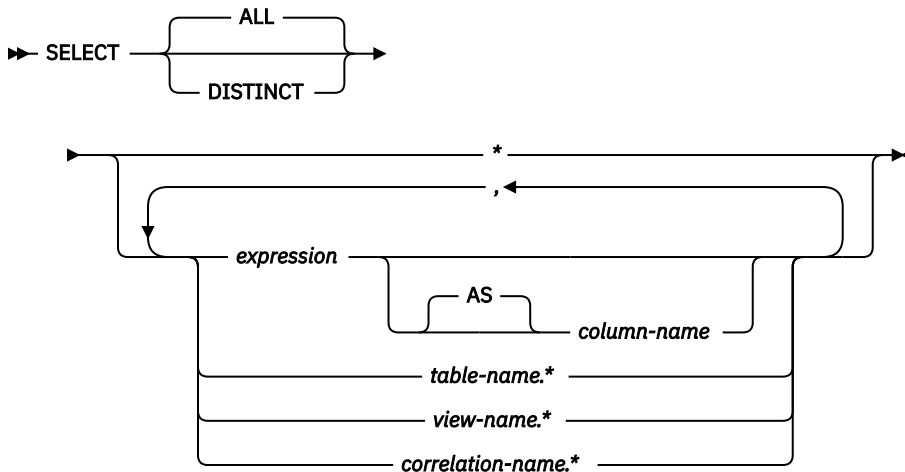 ALL
SELECT
DISTINCT
*
,
expression
AS
column-name
table-name.*
view-name.*
correlation-name.*